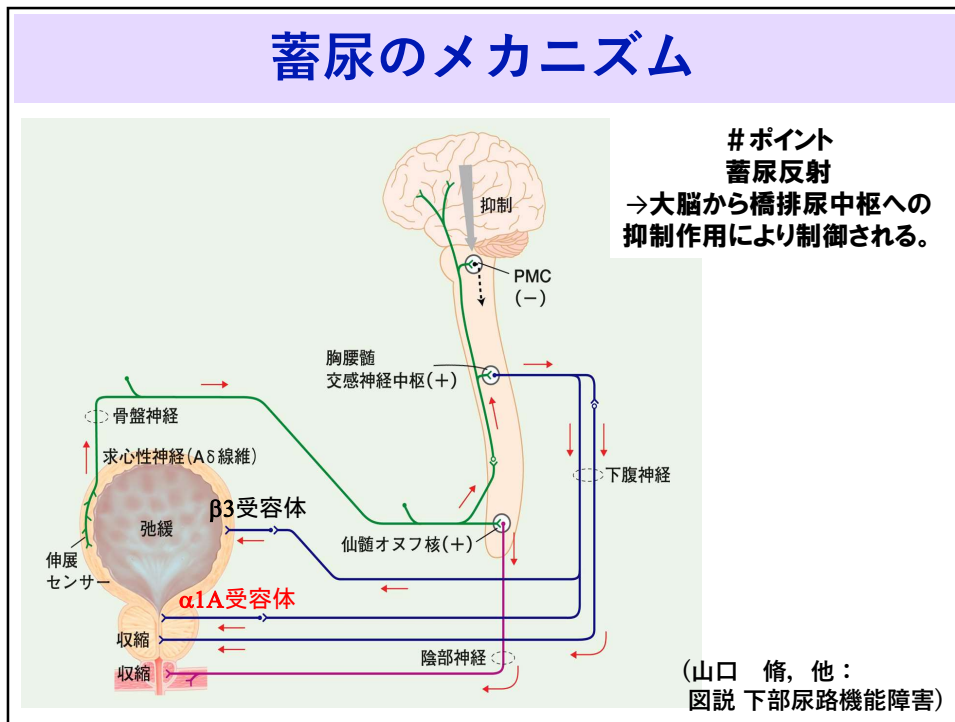 蓄尿のメカニズム
#ポイント
蓄尿反射
→大脳から橋排尿中枢への
抑制作用により制御される。
抑制
PMC
(−)
胸腰髄
交感神経中枢(+)
骨盤神経
求心性神経(Aδ線維)
下腹神経
β3受容体
弛緩
仙髄オヌフ核(+)
伸展
センサー
α1A受容体
収縮
陰部神経
収縮
(山口 脩, 他:
図説 下部尿路機能障害)